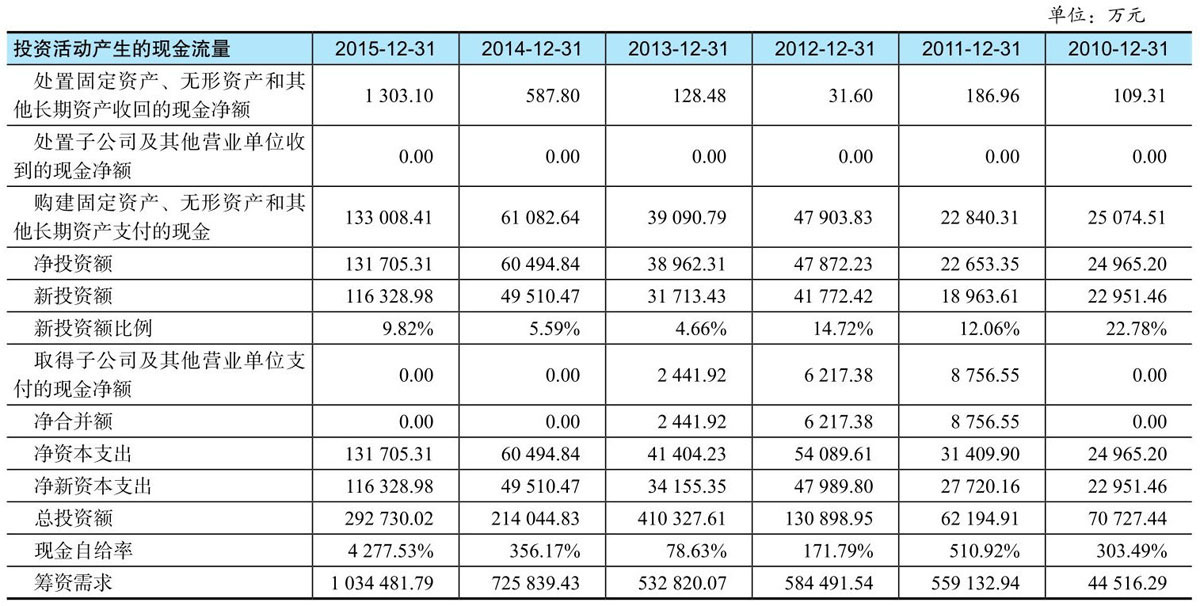 单位：万元
投资活动产生的现金流量 2015-12-31 2014-12-31 2013-12-31 2012-12-31 2011-12-31 2010-12-31
处置固定资产、无形资产和其
他长期资产收回的现金净额 1 303.10 587.80 128.48 31.60 186.96 109.31
处置子公司及其他营业单位收
到的现金净额 0.00 0.00 0.00 0.00 0.00 0.00
购建固定资产、无形资产和其
他长期资产支付的现金 133 008.41 61 082.64 39 090.79 47 903.83 22 840.31 25 074.51
净投资额 131 705.31 60 494.84 38 962.31 47 872.23 22 653.35 24 965.20
新投资额 116 328.98 49 510.47 31 713.43 41 772.42 18 963.61 22 951.46
新投资额比例 9.82% 5.59% 4.66% 14.72% 12.06% 22.78%
取得子公司及其他营业单位支
付的现金净额 0.00 0.00 2 441.92 6 217.38 8 756.55 0.00
净合并额 0.00 0.00 2 441.92 6 217.38 8 756.55 0.00
净资本支出 131 705.31 60 494.84 41 404.23 54 089.61 31 409.90 24 965.20
净新资本支出 116 328.98 49 510.47 34 155.35 47 989.80 27 720.16 22 951.46
总投资额 292 730.02 214 044.83 410 327.61 130 898.95 62 194.91 70 727.44
现金自给率 4 277.53% 356.17% 78.63% 171.79% 510.92% 303.49%
筹资需求 1 034 481.79 725 839.43 532 820.07 584 491.54 559 132.94 44 516.29